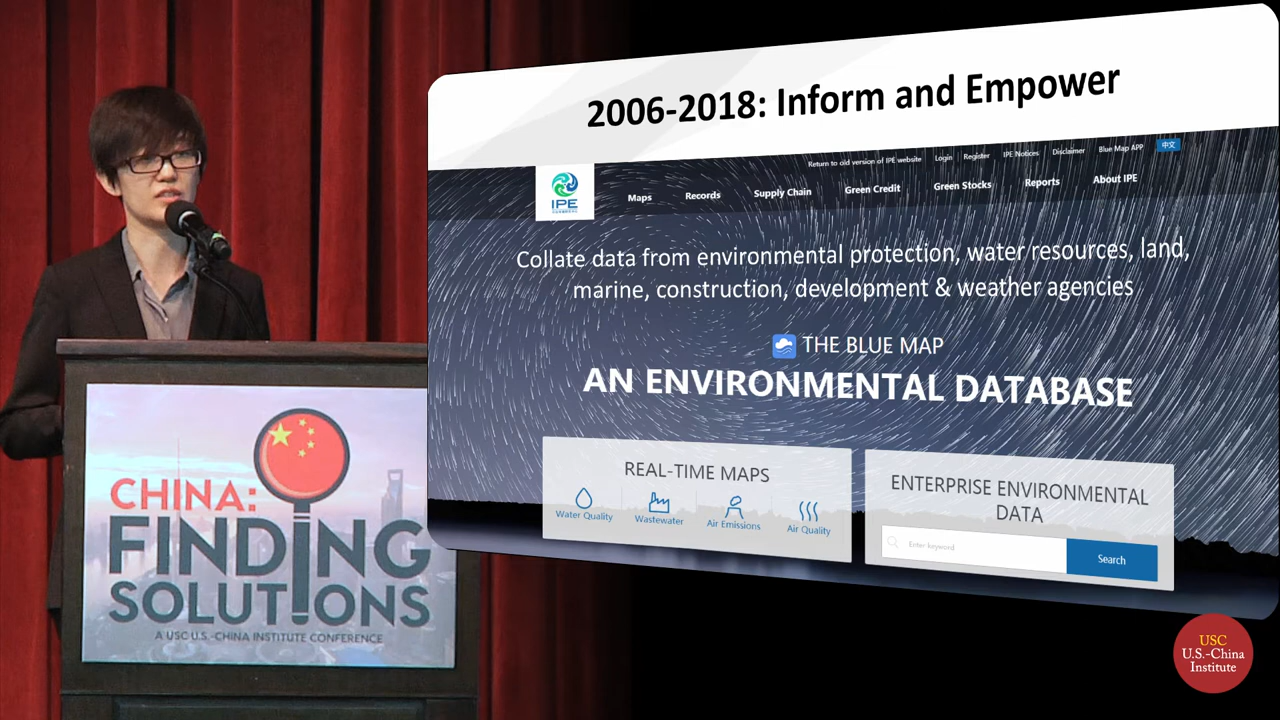 2006-2018: Inform and Empower
Return to old version of IPE website Login Register IPE Notices Disclaimer Blue Map APP 中文
IPE
Maps Records Supply Chain Green Credit Green Stocks Reports About IPE
Collate data from environmental protection, water resources, land,
marine, construction, development & weather agencies
THE BLUE MAP
AN ENVIRONMENTAL DATABASE
REAL-TIME MAPS
Water Quality Wastewater Air Emissions Air Quality
ENTERPRISE ENVIRONMENTAL
DATA
Enter keyword
Search
CHINA:
FINDING
SOLUTIONS
A USC U.S.-CHINA INSTITUTE CONFERENCE
USC
U.S.-China
Institute